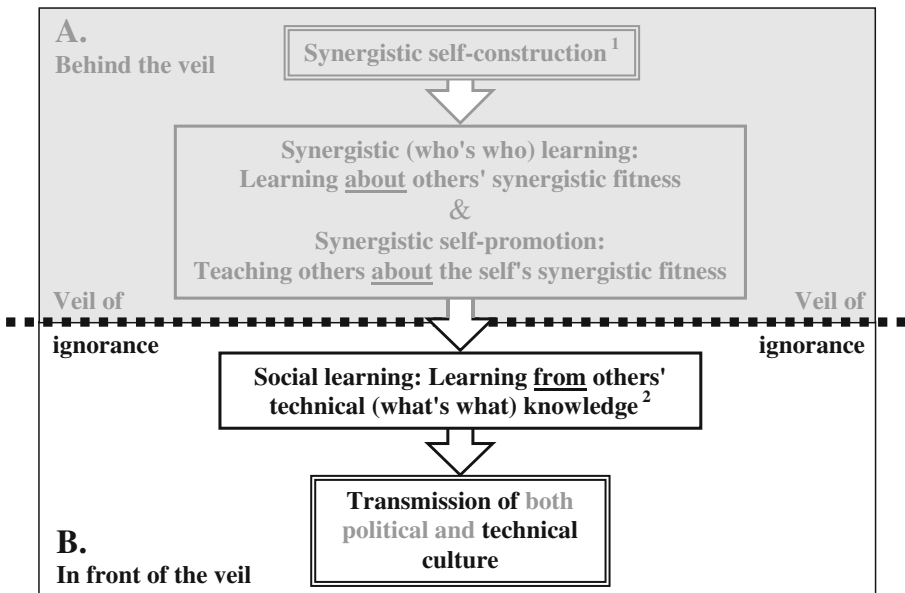 A.
Behind the veil
Synergistic self-construction 1
Synergistic (who's who) learning:
Learning about others' synergistic fitness
&
Synergistic self-promotion:
Teaching others about the self's synergistic fitness
Veil of
Veil of
ignorance
ignorance
Social learning: Learning from others'
technical (what's what) knowledge 2
Transmission of both
political and technical
culture
B.
In front of the veil